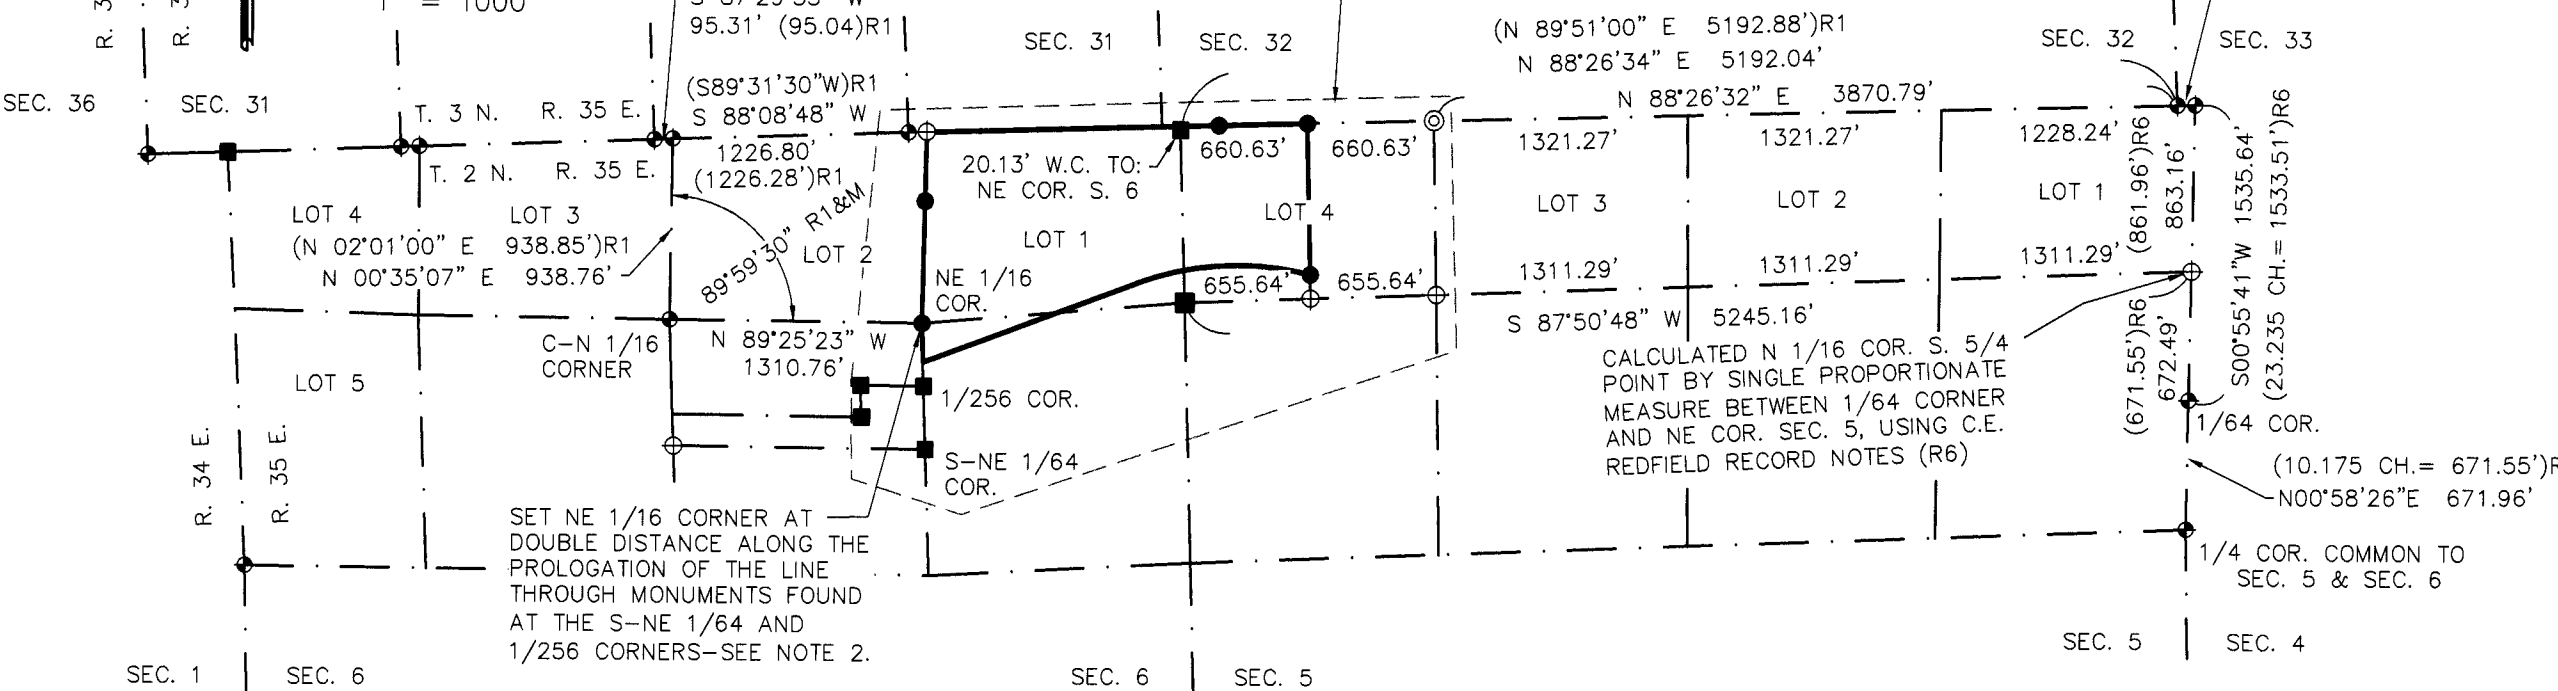 R. 3
R. 3
= 1000
95.31' (95.04)R1
SEC. 31
SEC. 32
(N 89°51'00" E 5192.88')R1
N 88°26'34" E 5192.04'
SEC. 32
SEC. 33
SEC. 36
SEC. 31
T. 3 N. R. 35 E.
(S89°31'30"W)R1
S 88°08'48" W
N 88°26'32" E 3870.79'
1226.80'
(1226.28')R1
T. 2 N. R. 35 E.
20.13' W.C. TO:
NE COR. S. 6
660.63'
660.63'
1321.27'
1321.27'
1228.24'
(861.96')R6
863.16'
S00°55'41"W 1535.64'
(23.235 CH.= 1533.51')R6
LOT 4
LOT 3
(N 02°01'00" E 938.85')R1
N 00°35'07" E 938.76'
89°59'30" R1&M
LOT 2
LOT 1
LOT 4
LOT 3
LOT 2
LOT 1
NE 1/16
COR.
655.64'
655.64'
1311.29'
1311.29'
1311.29'
S 87°50'48" W 5245.16'
C-N 1/16
CORNER
N 89°25'23" W
1310.76'
LOT 5
1/256 COR.
CALCULATED N 1/16 COR. S. 5/4
POINT BY SINGLE PROPORTIONATE
MEASURE BETWEEN 1/64 CORNER
AND NE COR. SEC. 5, USING C.E.
REDFIELD RECORD NOTES (R6)
(671.55')R6
672.49'
1/64 COR.
(10.175 CH.= 671.55')R
N00°58'26"E 671.96'
R. 34 E.
R. 35 E.
S-NE 1/64
COR.
SET NE 1/16 CORNER AT
DOUBLE DISTANCE ALONG THE
PROLOGATION OF THE LINE
THROUGH MONUMENTS FOUND
AT THE S-NE 1/64 AND
1/256 CORNERS-SEE NOTE 2.
1/4 COR. COMMON TO
SEC. 5 & SEC. 6
SEC. 1
SEC. 6
SEC. 6
SEC. 5
SEC. 5
SEC. 4